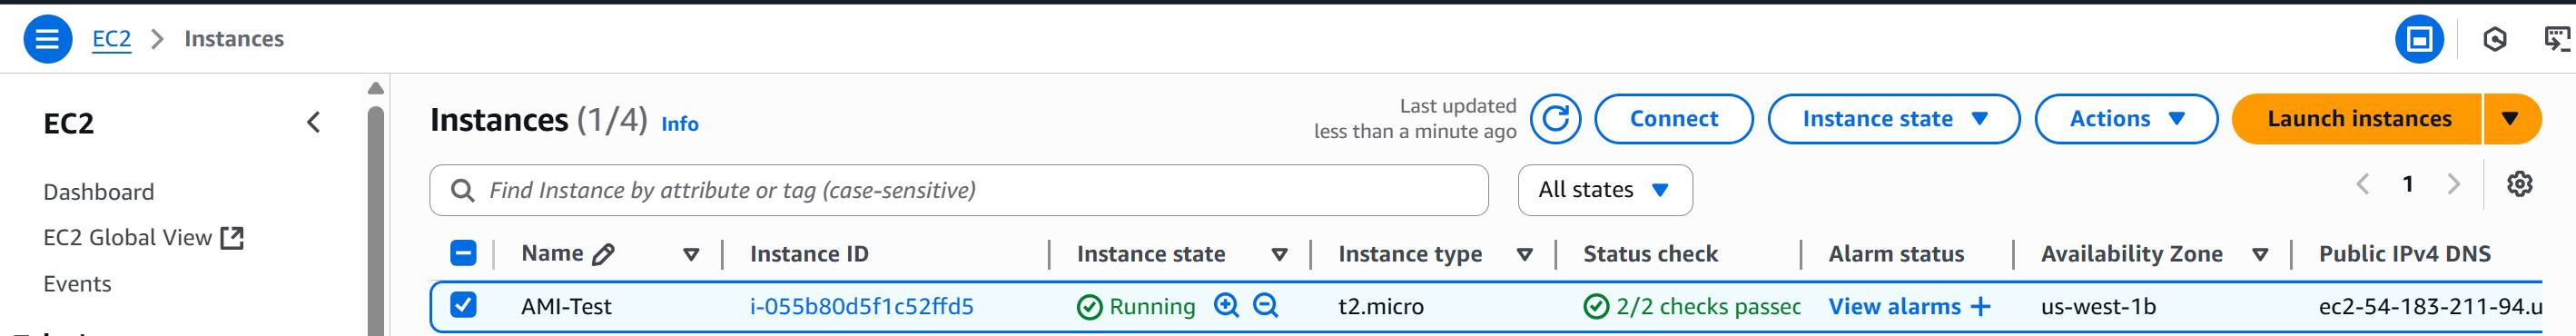 EC2 > Instances
EC2
Dashboard
EC2 Global View
Events
Instances (1/4) Info
Last updated
less than a minute ago
Connect
Instance state
Actions
Launch instances
Find Instance by attribute or tag (case-sensitive)
All states
1
Name Instance ID Instance state Instance type Status check Alarm status Availability Zone Public IPv4 DNS
AMI-Test i-055b80d5f1c52ffd5 Running t2.micro 2/2 checks passec View alarms + us-west-1b ec2-54-183-211-94.u